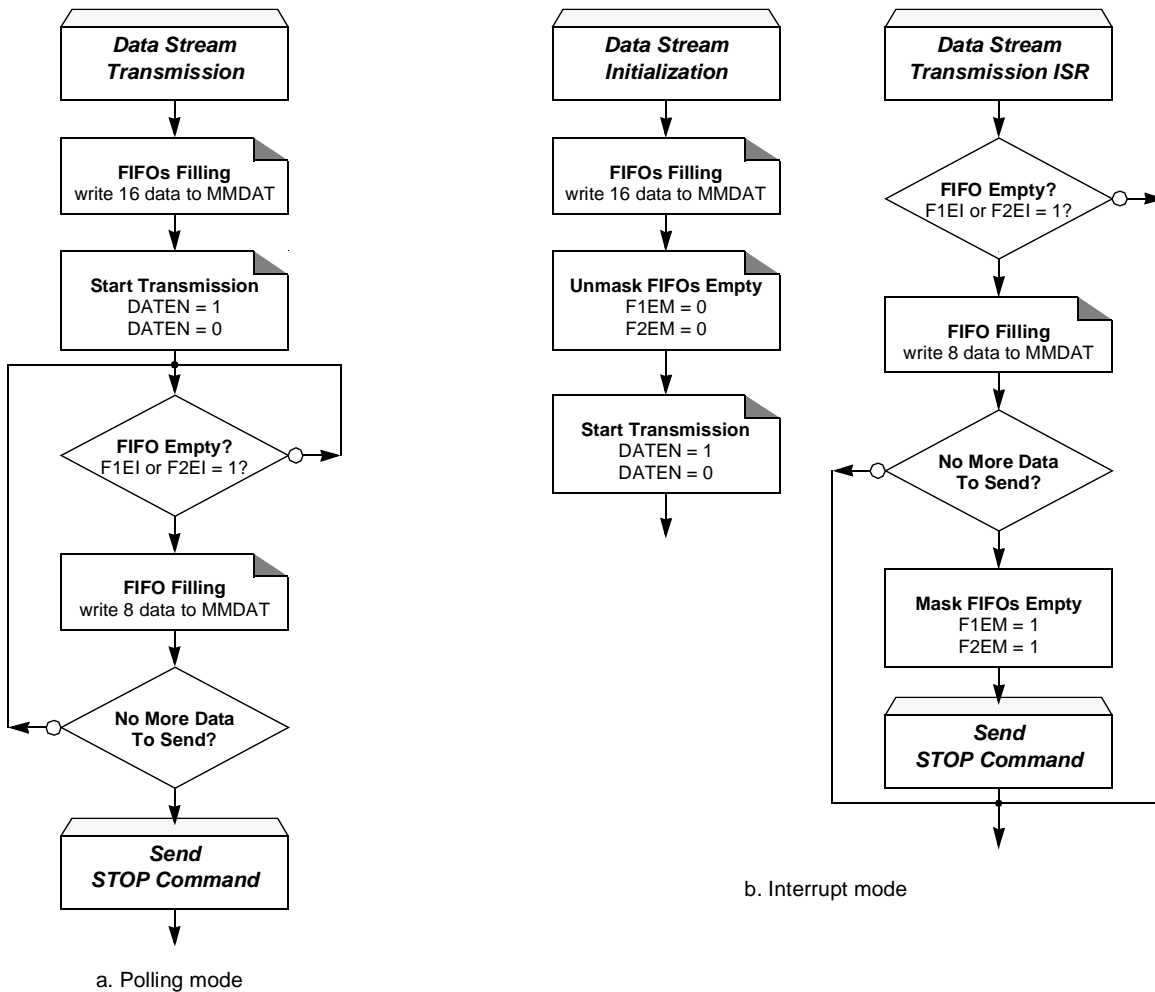 Data Stream
Transmission
FIFOs Filling
write 16 data to MMDAT
Start Transmission
DATEN = 1
DATEN = 0
FIFO Empty?
F1EI or F2EI = 1?
FIFO Filling
write 8 data to MMDAT
No More Data
To Send?
Send
STOP Command
a. Polling mode
Data Stream
Initialization
FIFOs Filling
write 16 data to MMDAT
Unmask FIFOs Empty
F1EM = 0
F2EM = 0
Start Transmission
DATEN = 1
DATEN = 0
Data Stream
Transmission ISR
FIFO Empty?
F1EI or F2EI = 1?
FIFO Filling
write 8 data to MMDAT
No More Data
To Send?
Mask FIFOs Empty
F1EM = 1
F2EM = 1
Send
STOP Command
b. Interrupt mode